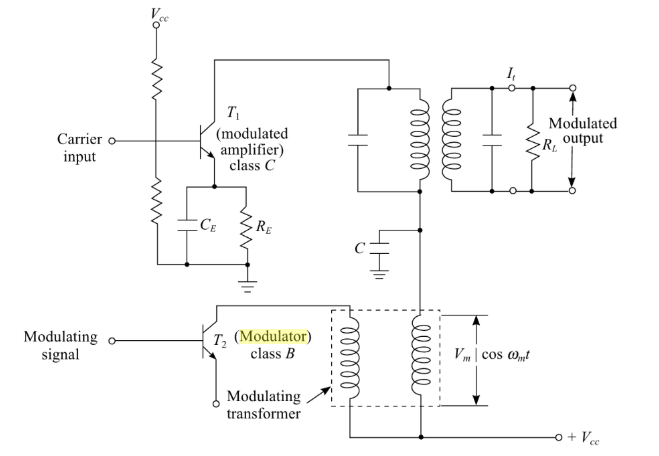 V_cc
T_1
(modulated
amplifier)
class C
Carrier
input
I_t
Modulated
output
R_L
C_E
R_E
C
Modulating
signal
T_2 (Modulator)
class B
Modulating
transformer
V_m cos ω_m t
+ V_cc